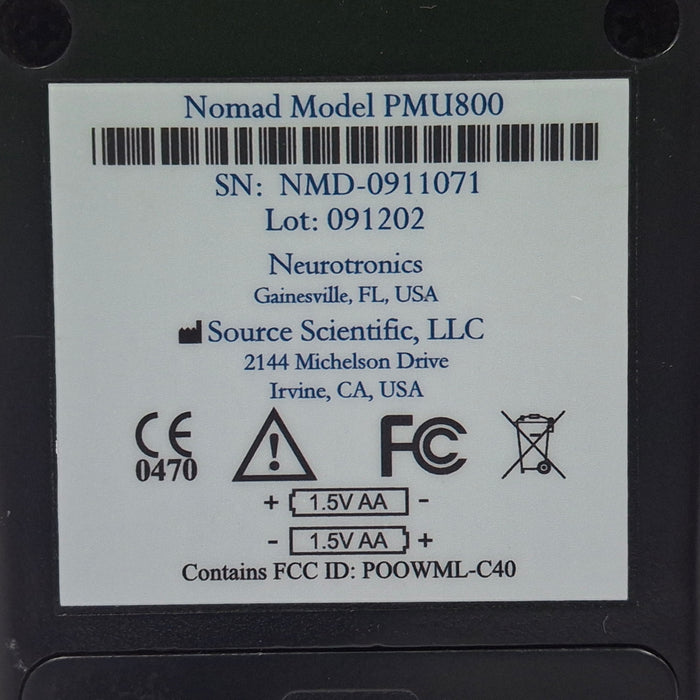 Nomad Model PMU800
SN: NMD-0911071
Lot: 091202
Neurotronics
Gainesville, FL, USA
Source Scientific, LLC
2144 Michelson Drive
Irvine, CA, USA
CE FC
0470
+ 1.5V AA -
- 1.5V AA +
Contains FCC ID: POOWML-C40